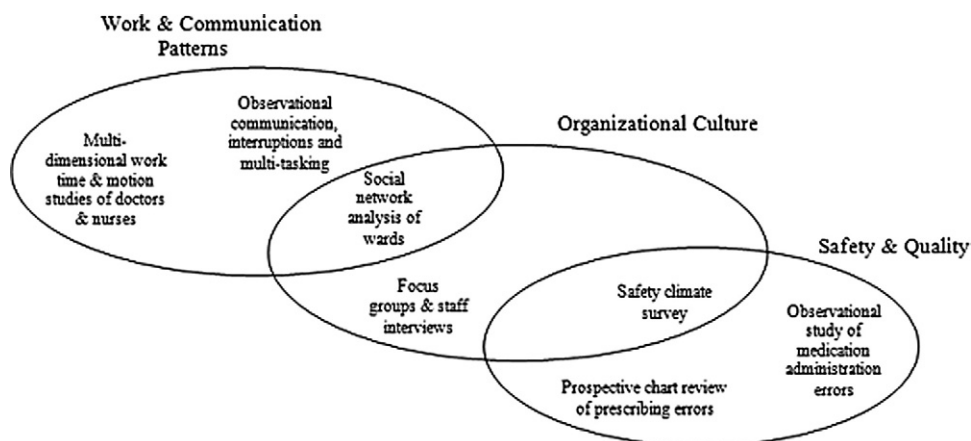 Work & Communication
Patterns
Observational
communication,
interruptions and
multi-tasking
Multi-
dimensional work
time & motion
studies of doctors
& nurses
Social
network
analysis of
wards
Organizational Culture
Focus
groups & staff
interviews
Safety climate
survey
Safety & Quality
Observational
study of
medication
administration
errors
Prospective chart review
of prescribing errors